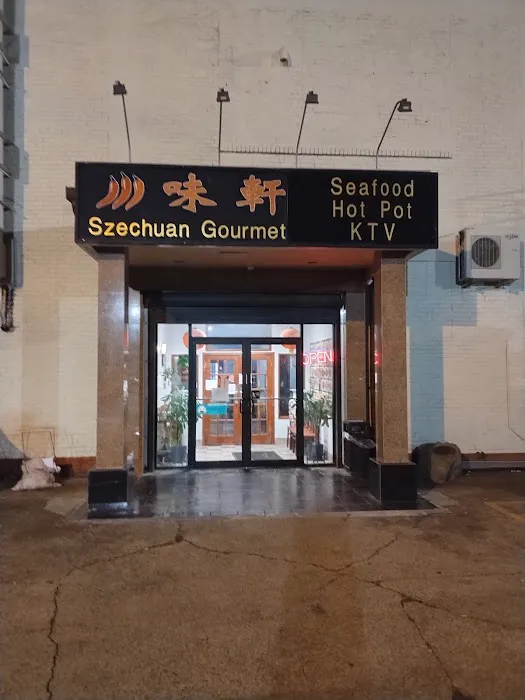 川味軒
Szechuan Gourmet
Seafood
Hot Pot
KTV
OPEN